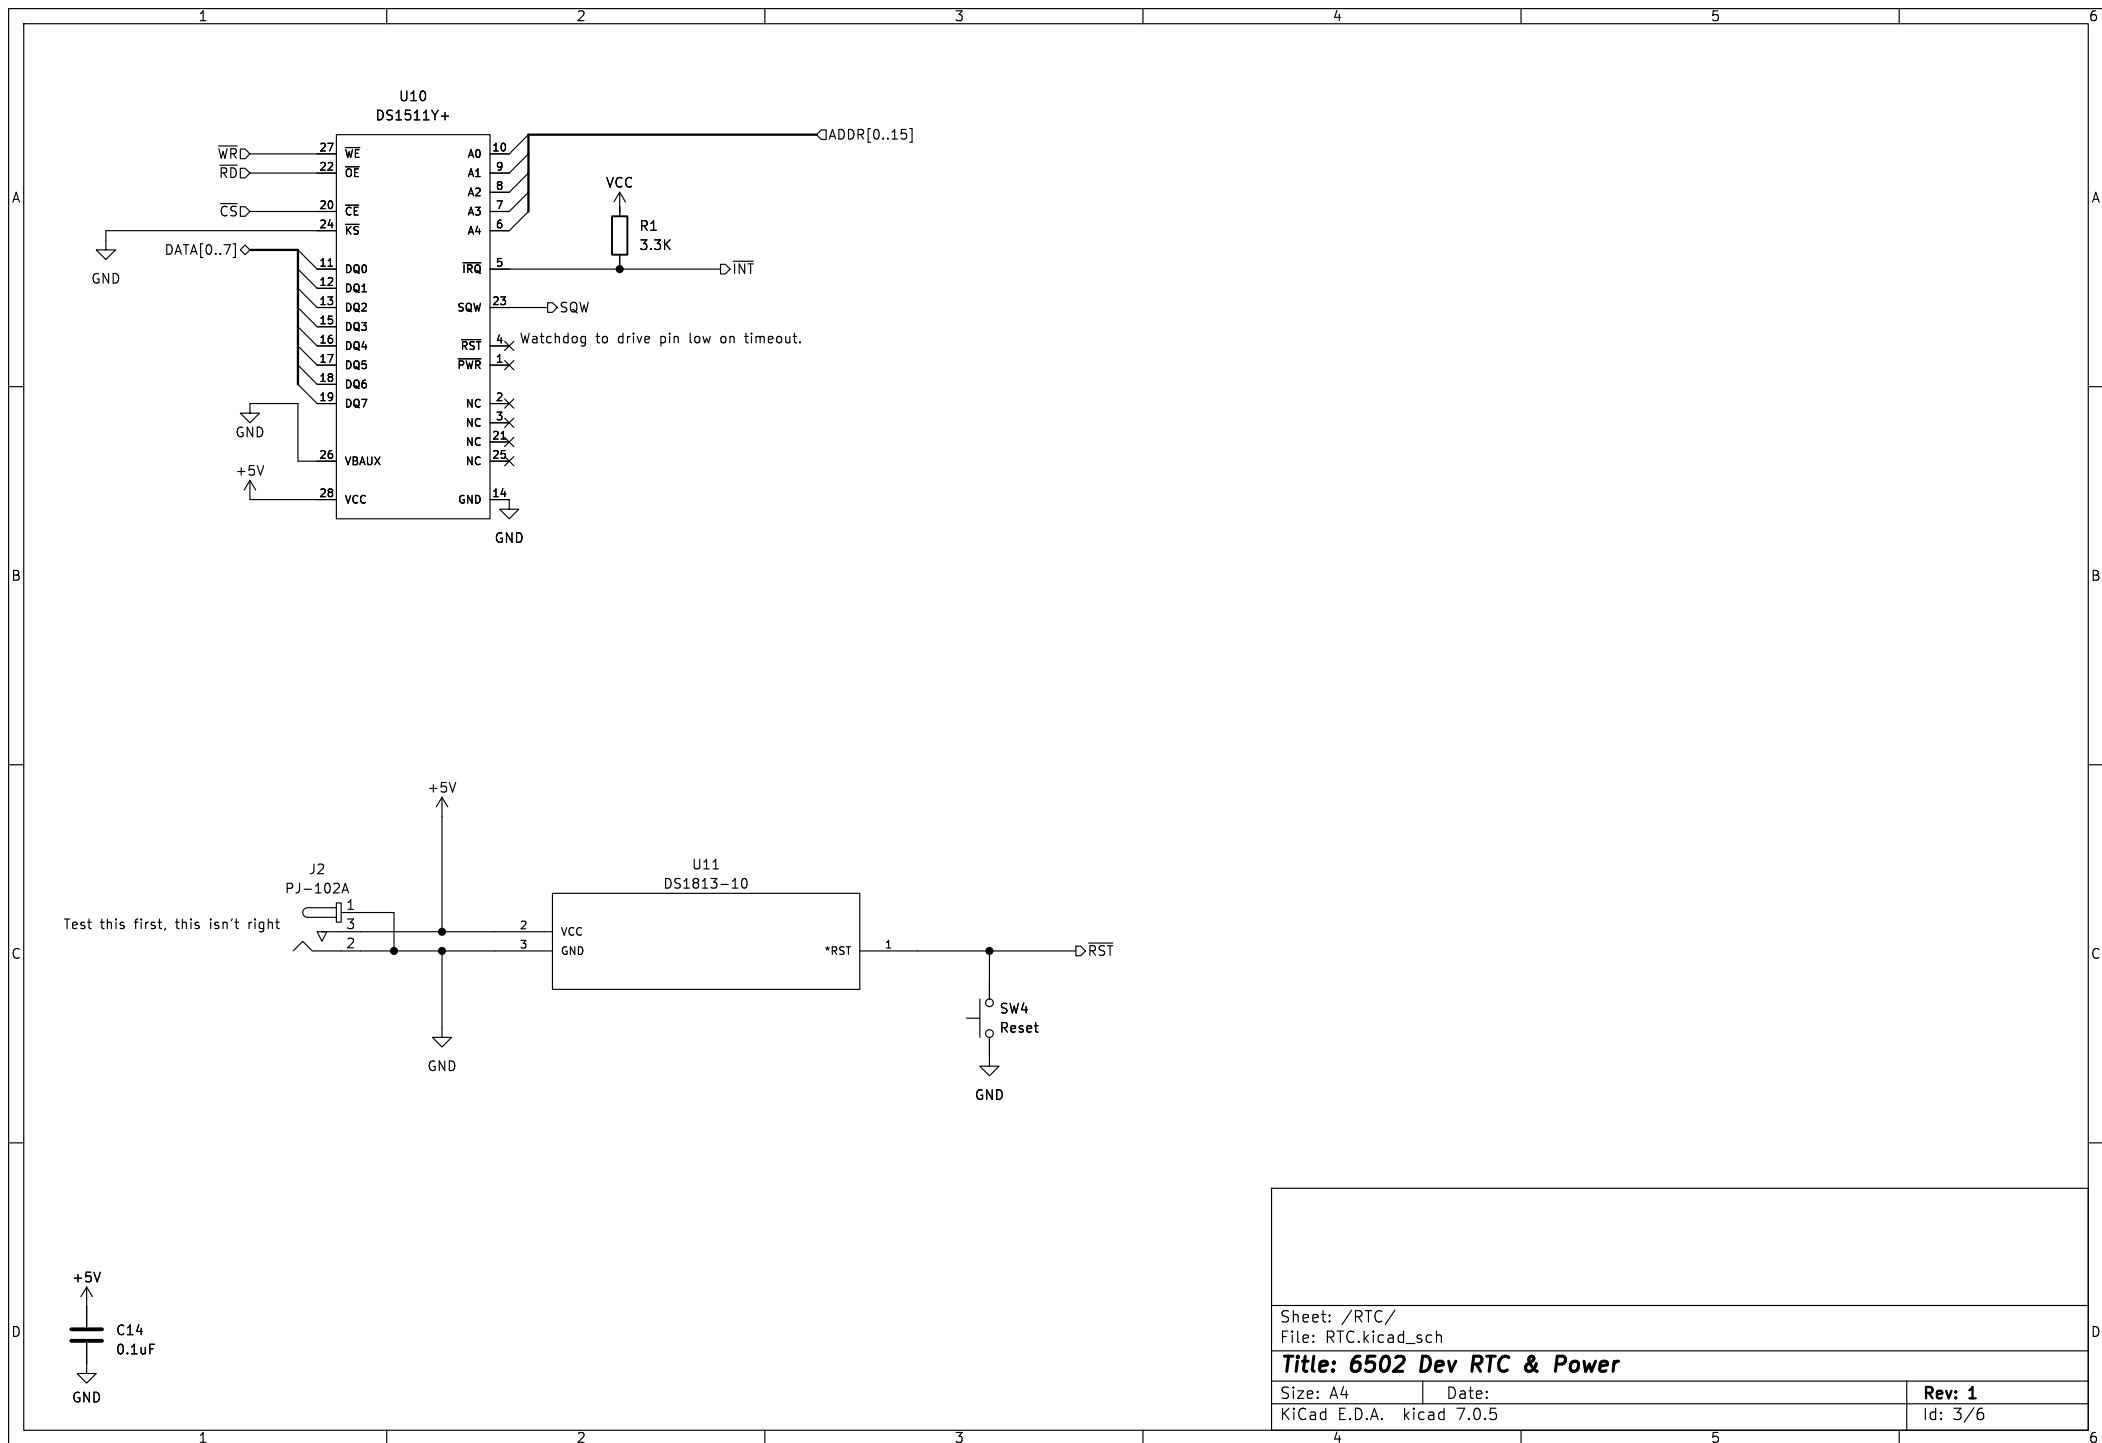 1 2 3 4 5 6
U10
DS1511Y+
WR 27 WE A0 10 ADDR[0..15]
RD 22 OE A1 9
A2 8 VCC
A CS 20 CE A3 7 R1 A
24 KS A4 6 3.3K
DATA[0..7]
GND 11 DQ0 IRQ 5 INT
12 DQ1
13 DQ2 SQW 23 SQW
15 DQ3
16 DQ4 RST 4 Watchdog to drive pin low on timeout.
17 DQ5 PWR 1
18 DQ6
19 DQ7 NC 2
GND NC 3
NC 21
26 VBAUX NC 25
+5V
28 VCC GND 14
GND
B B
+5V
J2 U11
PJ-102A DS1813-10
1
Test this first, this isn't right 3 2 VCC
2 3 GND *RST 1 RST
C C
SW4
Reset
GND
GND
+5V
Sheet: /RTC/
D C14 D
File: RTC.kicad_sch
0.1uF
Title: 6502 Dev RTC & Power
GND
Size: A4 Date: Rev: 1
KiCad E.D.A. kicad 7.0.5 Id: 3/6
1 2 3 4 5 6